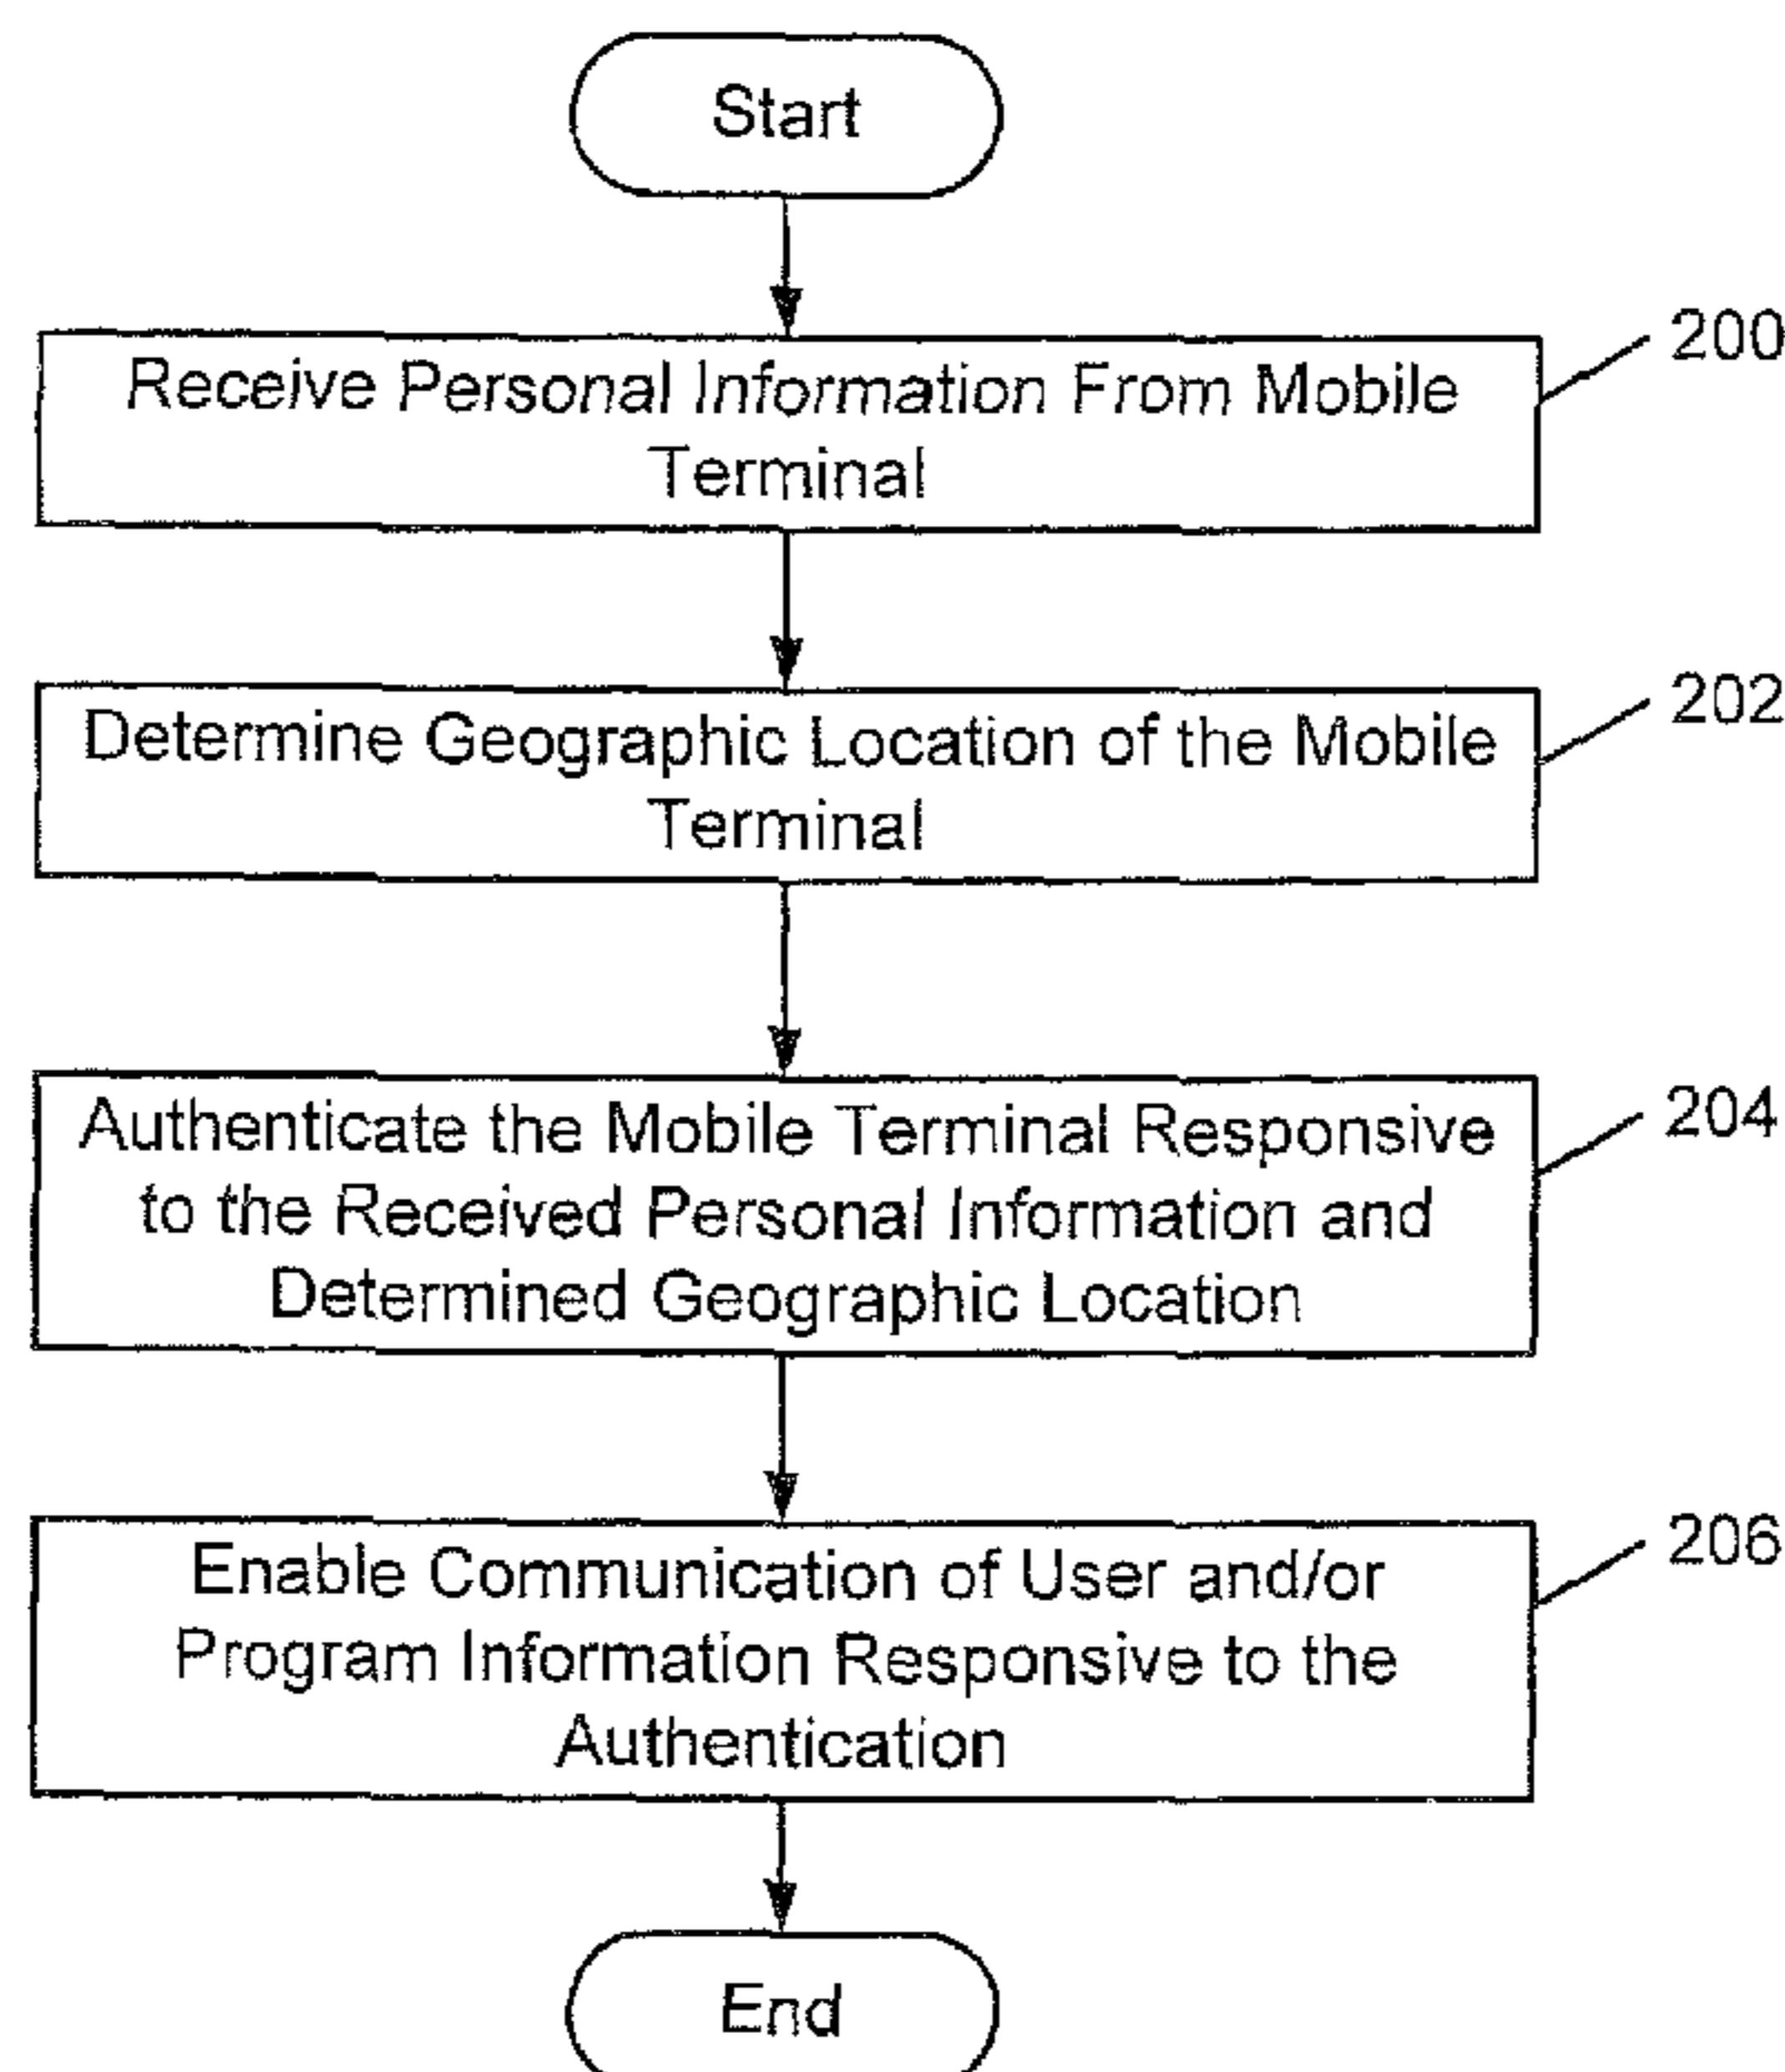 Start
Receive Personal Information From Mobile
Terminal
200
Determine Geographic Location of the Mobile
Terminal
202
Authenticate the Mobile Terminal Responsive
to the Received Personal Information and
Determined Geographic Location
204
Enable Communication of User and/or
Program Information Responsive to the
Authentication
206
End